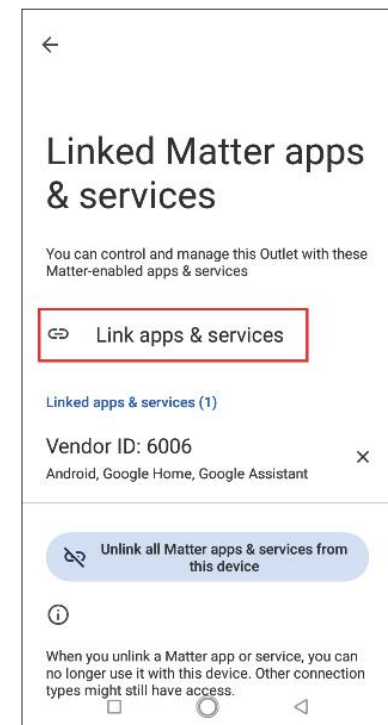 Linked Matter apps
& services
You can control and manage this Outlet with these
Matter-enabled apps & services
Link apps & services
Linked apps & services (1)
Vendor ID: 6006
Android, Google Home, Google Assistant
Unlink all Matter apps & services from
this device
When you unlink a Matter app or service, you can
no longer use it with this device. Other connection
types might still have access.